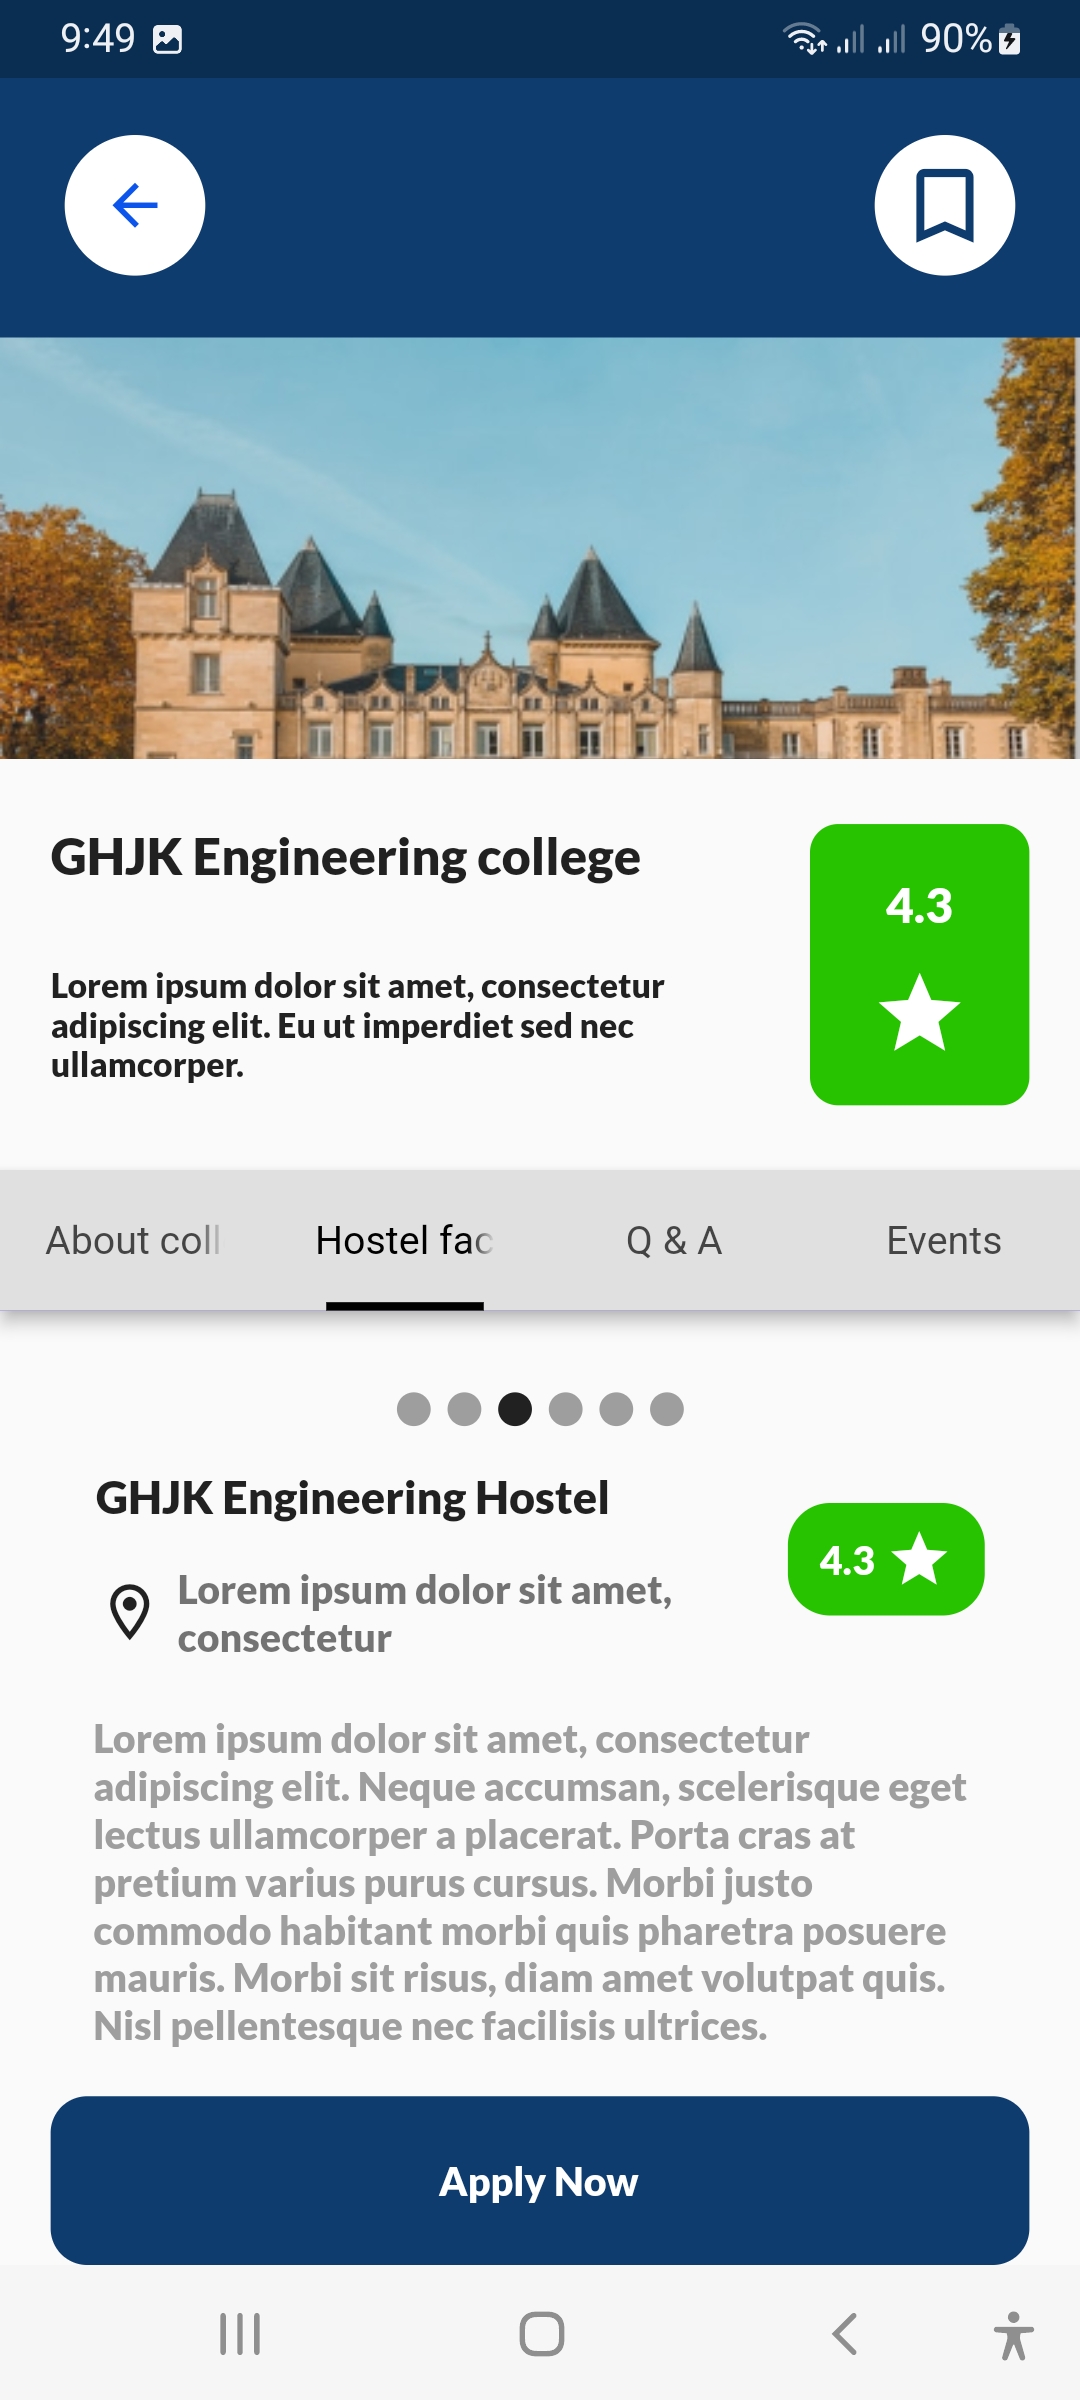 9:49 90%
GHJK Engineering college
4.3
Lorem ipsum dolor sit amet, consectetur
adipiscing elit. Eu ut imperdiet sed nec
ullamcorper.
About coll Hostel fac Q & A Events
GHJK Engineering Hostel
4.3
Lorem ipsum dolor sit amet,
consectetur
Lorem ipsum dolor sit amet, consectetur
adipiscing elit. Neque accumsan, scelerisque eget
lectus ullamcorper a placerat. Porta cras at
pretium varius purus cursus. Morbi justo
commodo habitant morbi quis pharetra posuere
mauris. Morbi sit risus, diam amet volutpat quis.
Nisl pellentesque nec facilisis ultrices.
Apply Now